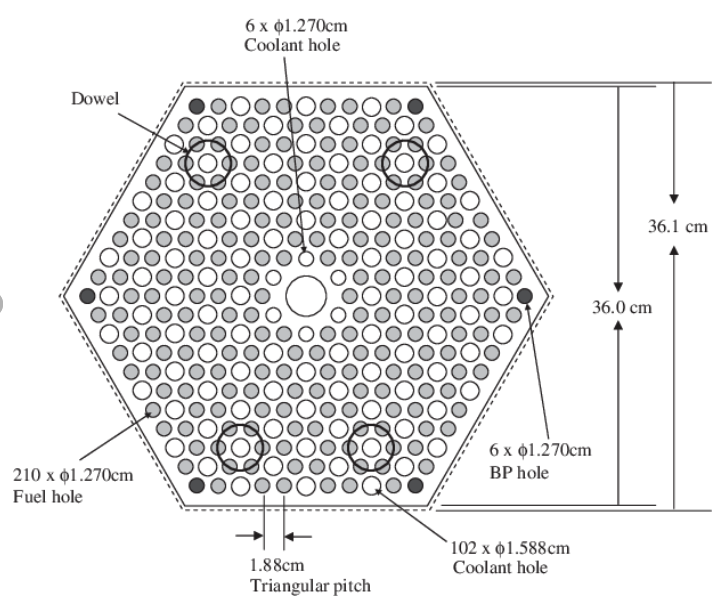 6 x ϕ1.270cm
Coolant hole
Dowel
36.1 cm
36.0 cm
6 x ϕ1.270cm
BP hole
210 x ϕ1.270cm
Fuel hole
102 x ϕ1.588cm
Coolant hole
1.88cm
Triangular pitch